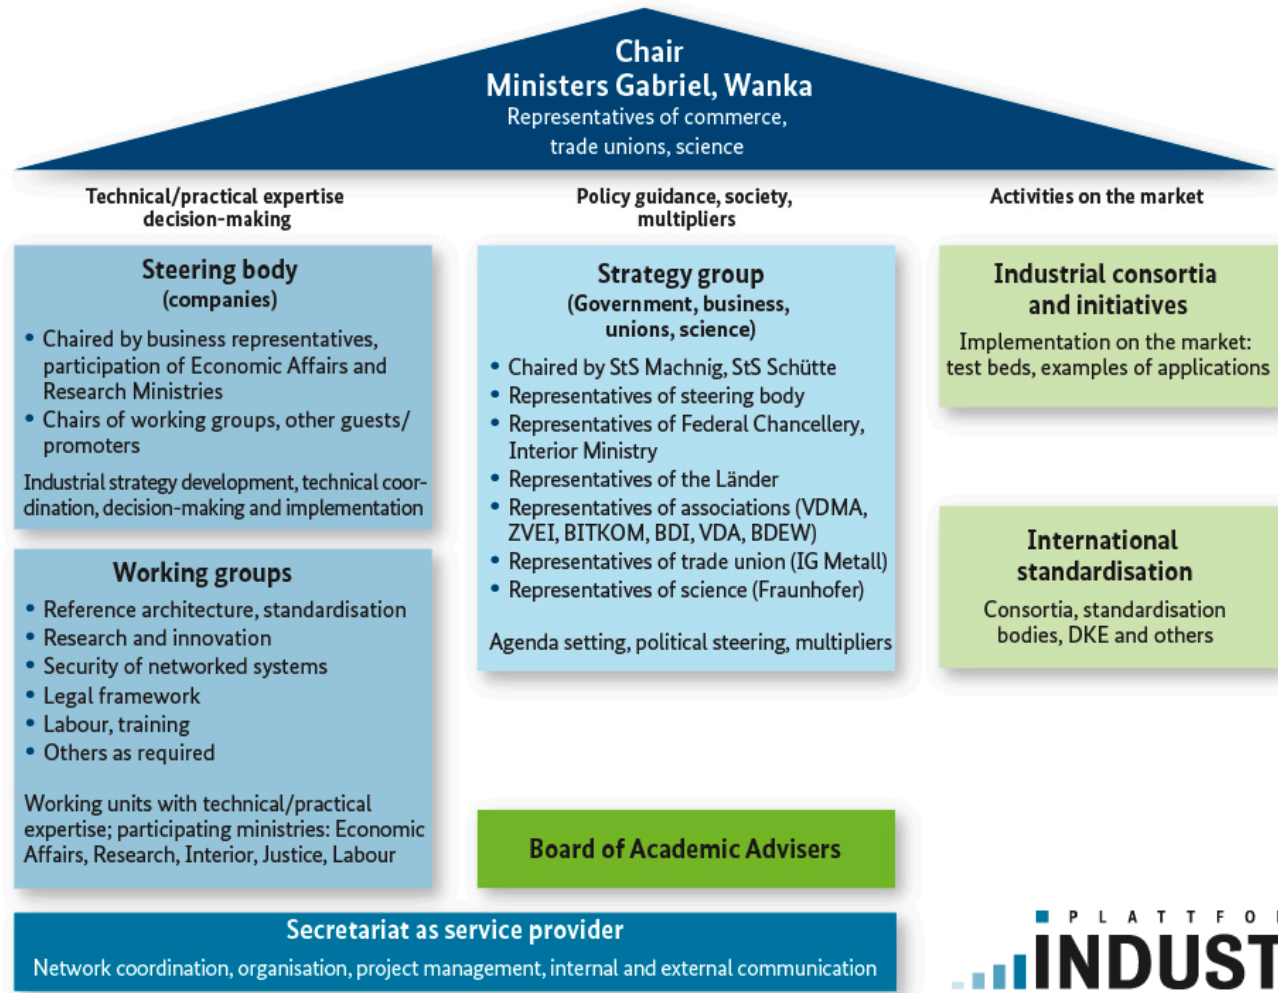 Chair
Ministers Gabriel, Wanka
Representatives of commerce,
trade unions, science
Technical/practical expertise
decision-making
Steering body
(companies)
• Chaired by business representatives,
participation of Economic Affairs and
Research Ministries
• Chairs of working groups, other guests/
promoters
Industrial strategy development, technical coor-
dination, decision-making and implementation
Working groups
• Reference architecture, standardisation
• Research and innovation
• Security of networked systems
• Legal framework
• Labour, training
• Others as required
Working units with technical/practical
expertise; participating ministries: Economic
Affairs, Research, Interior, Justice, Labour
Policy guidance, society,
multipliers
Strategy group
(Government, business,
unions, science)
• Chaired by StS Machnig, StS Schütte
• Representatives of steering body
• Representatives of Federal Chancellery,
Interior Ministry
• Representatives of the Länder
• Representatives of associations (VDMA,
ZVEI, BITKOM, BDI, VDA, BDEW)
• Representatives of trade union (IG Metall)
• Representatives of science (Fraunhofer)
Agenda setting, political steering, multipliers
Board of Academic Advisers
Activities on the market
Industrial consortia
and initiatives
Implementation on the market:
test beds, examples of applications
International
standardisation
Consortia, standardisation
bodies, DKE and others
Secretariat as service provider
Network coordination, organisation, project management, internal and external communication
PLATTFO
INDUST